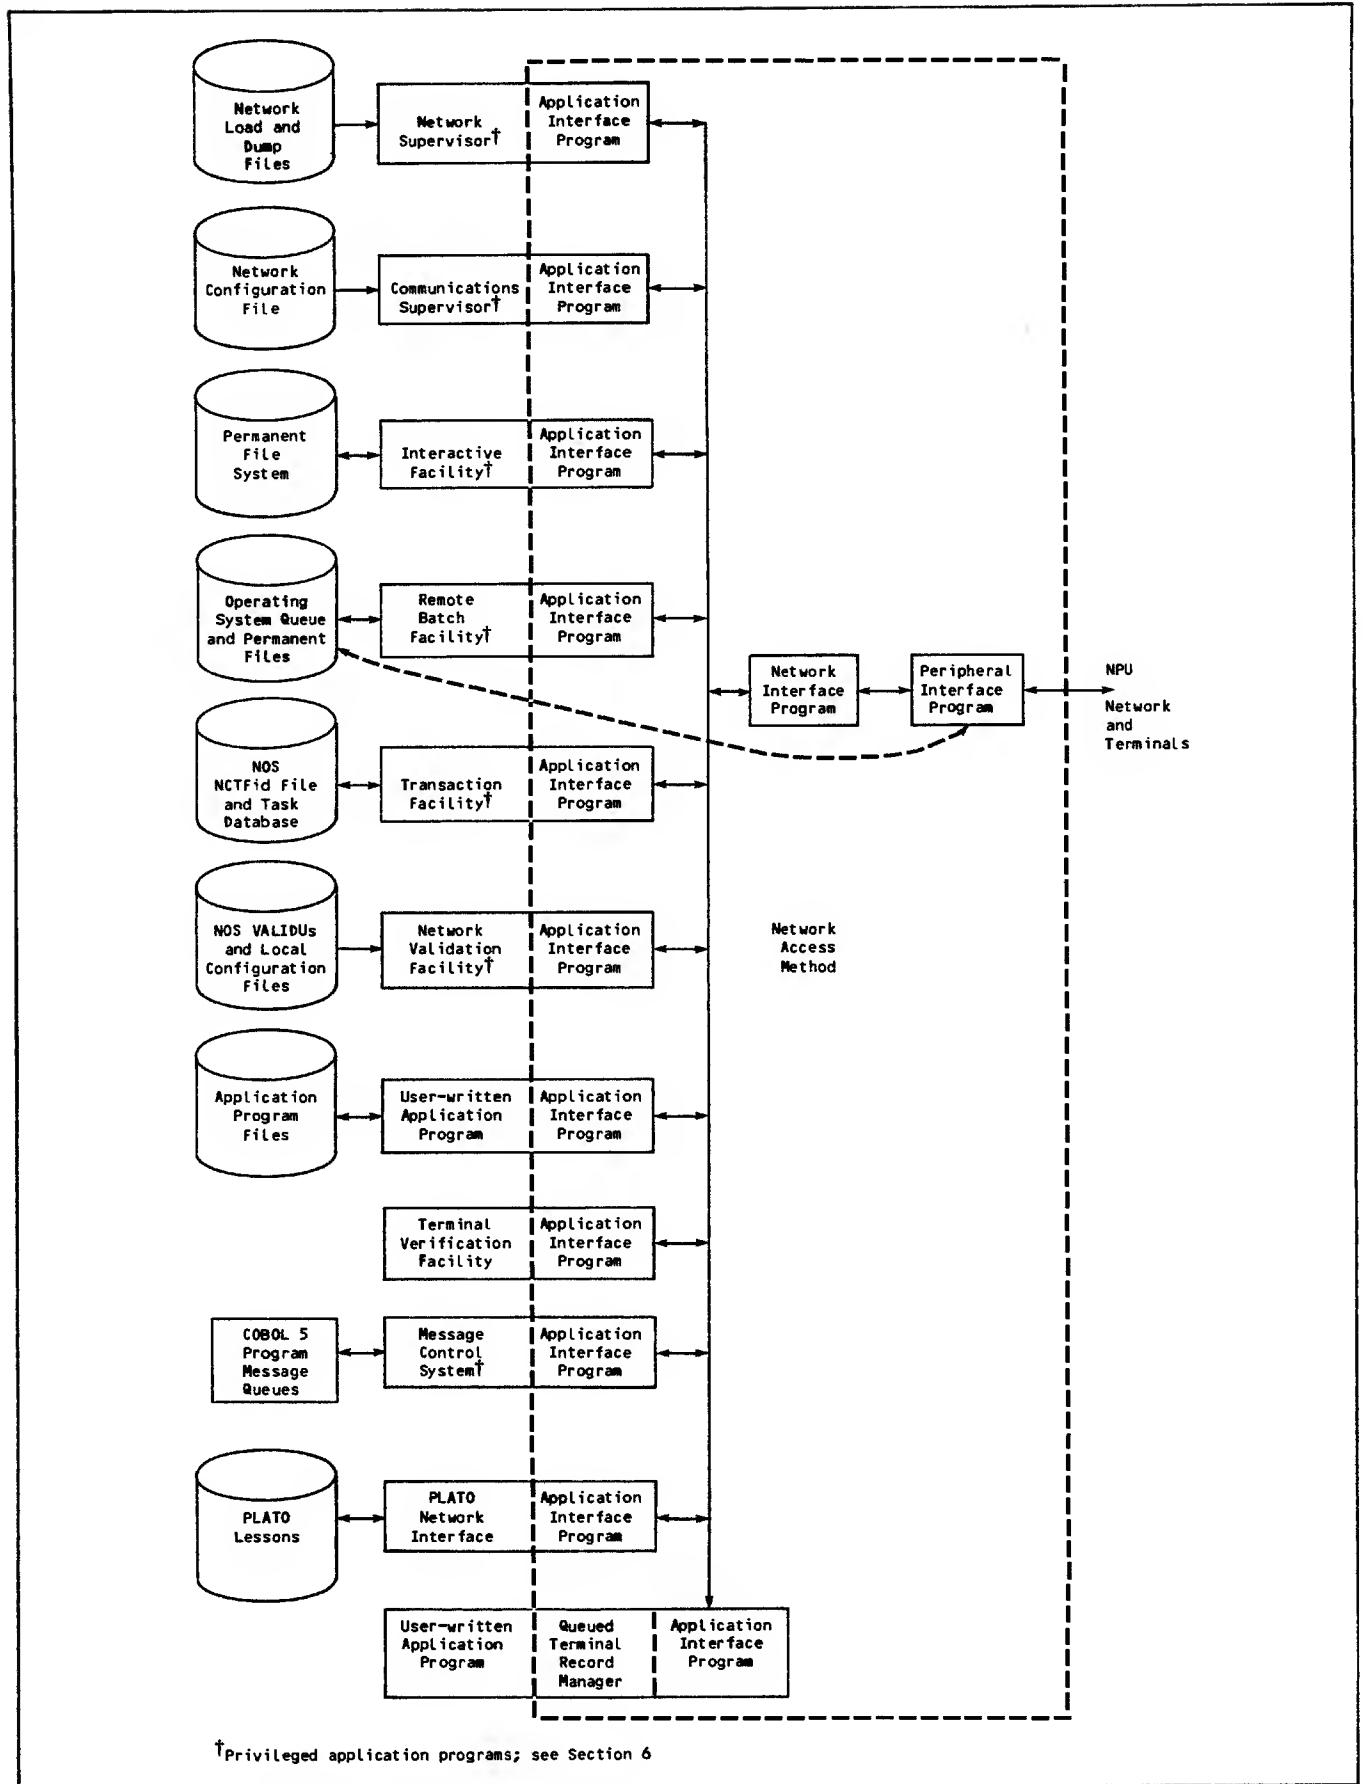 Network
Load and
Dump
Files
Network
Supervisor†
Application
Interface
Program
Network
Configuration
File
Communications
Supervisor†
Application
Interface
Program
Permanent
File
System
Interactive
Facility†
Application
Interface
Program
Operating
System Queue
and Permanent
Files
Remote
Batch
Facility†
Application
Interface
Program
Network
Interface
Program
Peripheral
Interface
Program
NPU
Network
and
Terminals
NOS
NCTFid File
and Task
Database
Transaction
Facility†
Application
Interface
Program
NOS VALIDUs
and Local
Configuration
Files
Network
Validation
Facility†
Application
Interface
Program
Network
Access
Method
Application
Program
Files
User-written
Application
Program
Application
Interface
Program
Terminal
Verification
Facility
Application
Interface
Program
COBOL 5
Program
Message
Queues
Message
Control
System†
Application
Interface
Program
PLATO
Lessons
PLATO
Network
Interface
Application
Interface
Program
User-written
Application
Program
Queued
Terminal
Record
Manager
Application
Interface
Program
†Privileged application programs; see Section 6